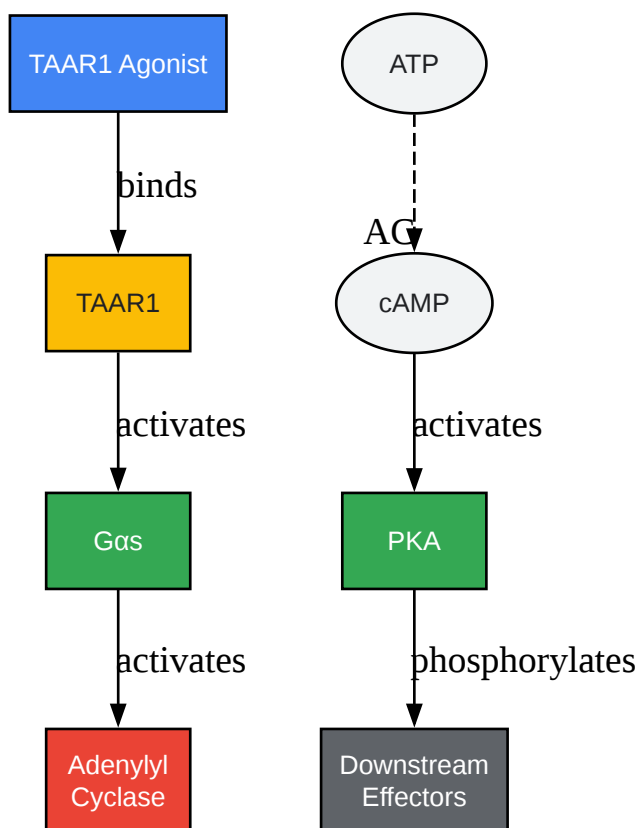 TAAR1 Agonist
binds
TAAR1
activates
Gαs
activates
Adenylyl
Cyclase
ATP
AC
cAMP
activates
PKA
phosphorylates
Downstream
Effectors